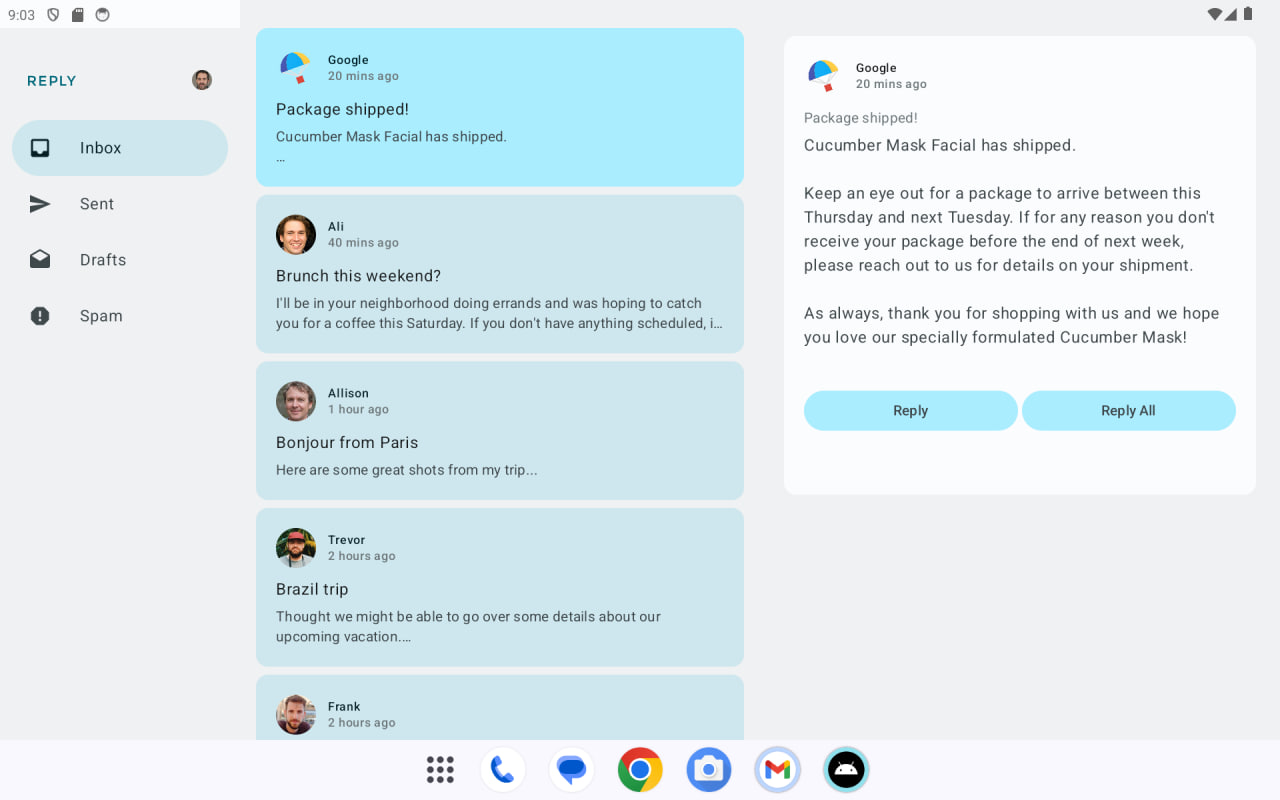 9:03
REPLY
Inbox
Sent
Drafts
Spam
Google
20 mins ago
Package shipped!
Cucumber Mask Facial has shipped.
…
Ali
40 mins ago
Brunch this weekend?
I'll be in your neighborhood doing errands and was hoping to catch
you for a coffee this Saturday. If you don't have anything scheduled, i…
Allison
1 hour ago
Bonjour from Paris
Here are some great shots from my trip...
Trevor
2 hours ago
Brazil trip
Thought we might be able to go over some details about our
upcoming vacation.…
Frank
2 hours ago
Google
20 mins ago
Package shipped!
Cucumber Mask Facial has shipped.
Keep an eye out for a package to arrive between this
Thursday and next Tuesday. If for any reason you don't
receive your package before the end of next week,
please reach out to us for details on your shipment.
As always, thank you for shopping with us and we hope
you love our specially formulated Cucumber Mask!
Reply
Reply All